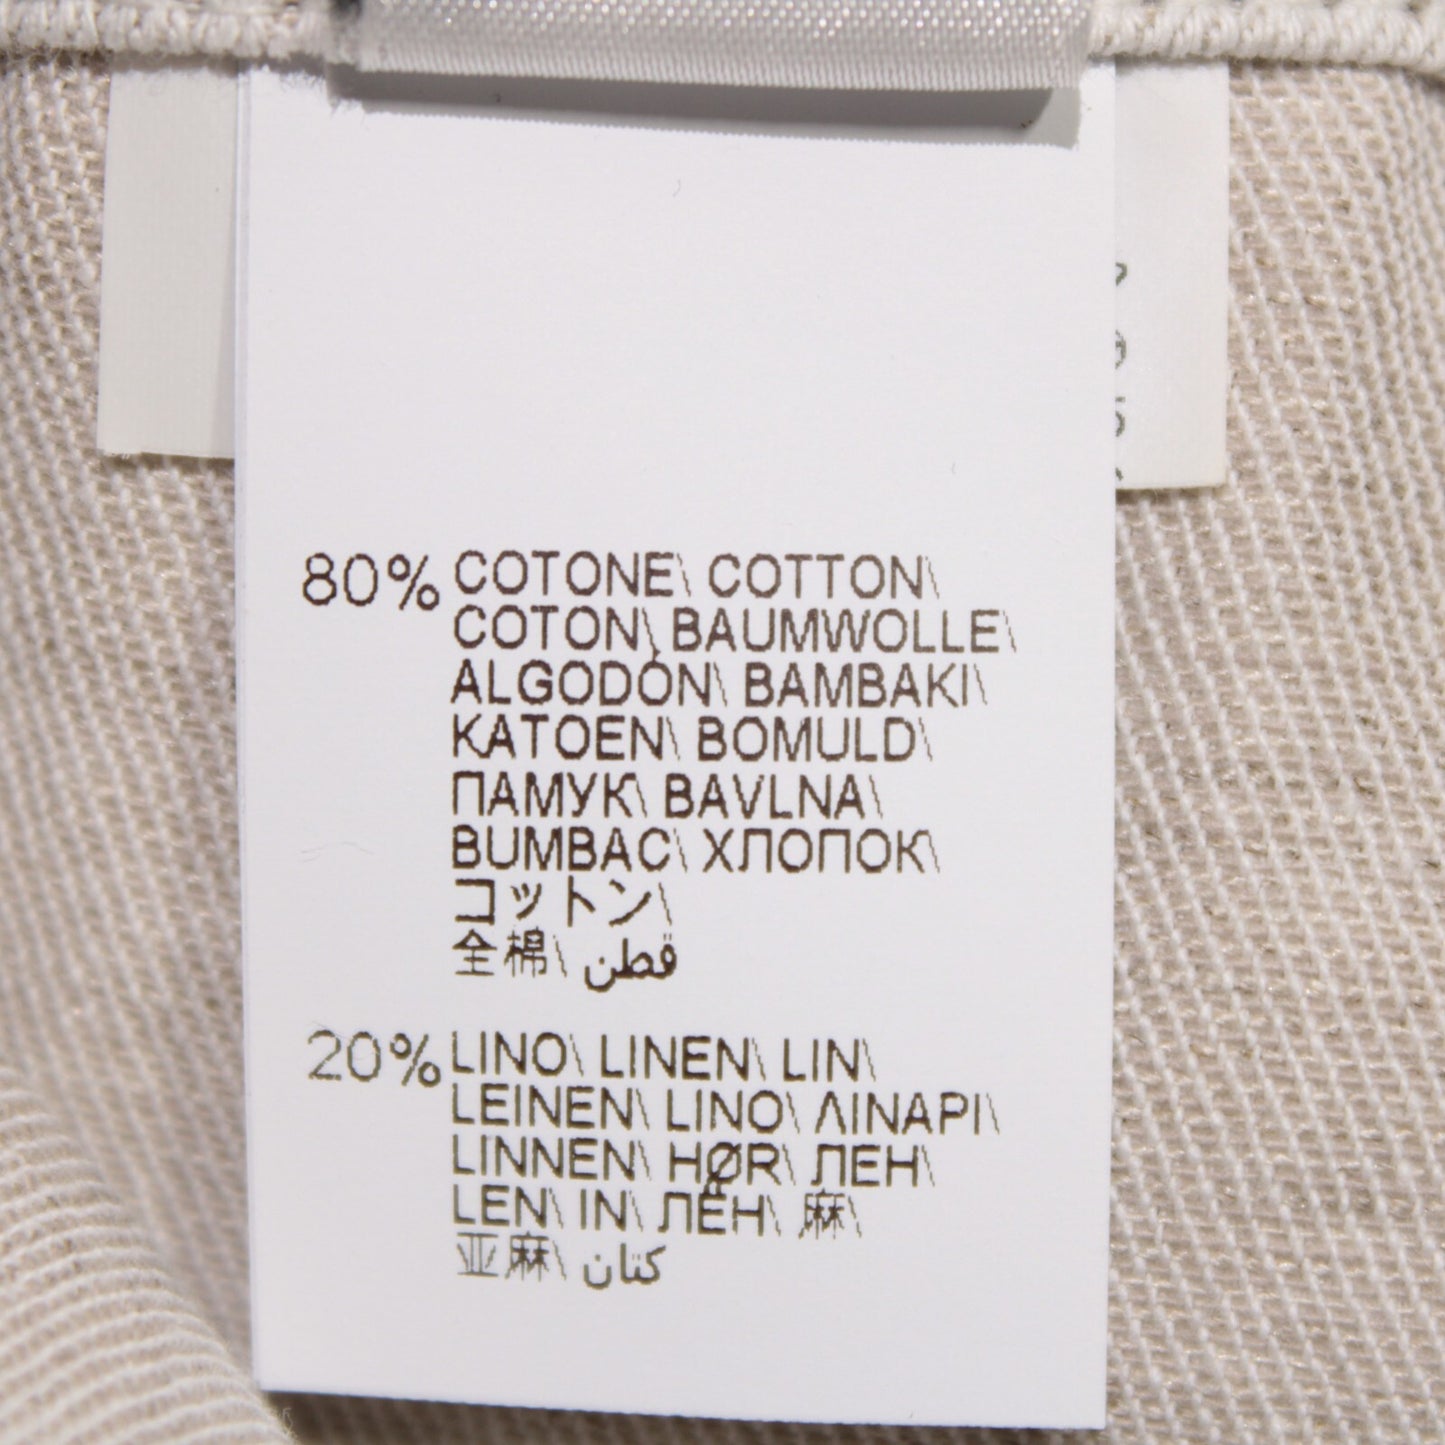 80% COTONE\ COTTON\
COTON\ BAUMWOLLE\
ALGODÓN\ BAMBAKI\
KATOEN\ BOMULD\
ПАМУК\ BAVLNA\
BUMBAC\ ХЛОПОК\
コットン\
全棉\ قطن
20% LINO\ LINEN\ LIN\
LEINEN\ LINO\ ΛΙΝΑΡΙ\
LINNEN\ HØR\ ЛЕН\
LEN\ IN\ ЛЁН\ 麻\
亚麻\ كتان